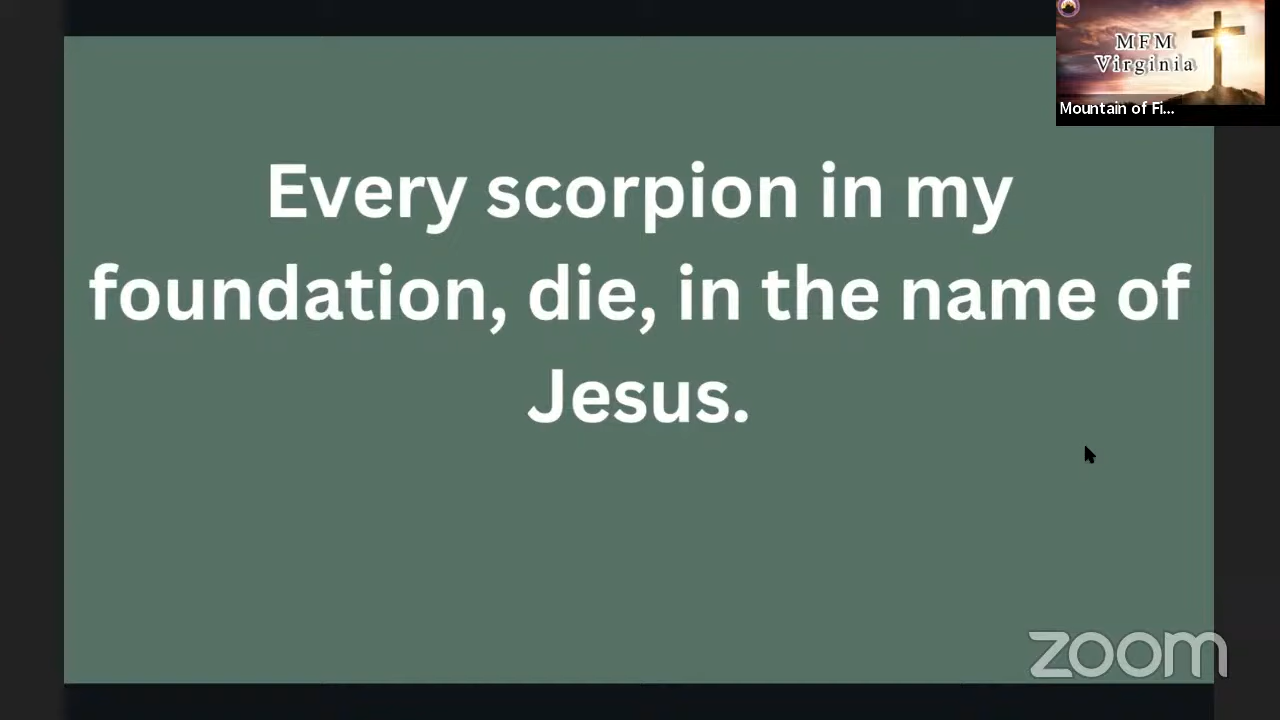 MFM
Virginia
Mountain of Fi...
Every scorpion in my
foundation, die, in the name of
Jesus.
zoom